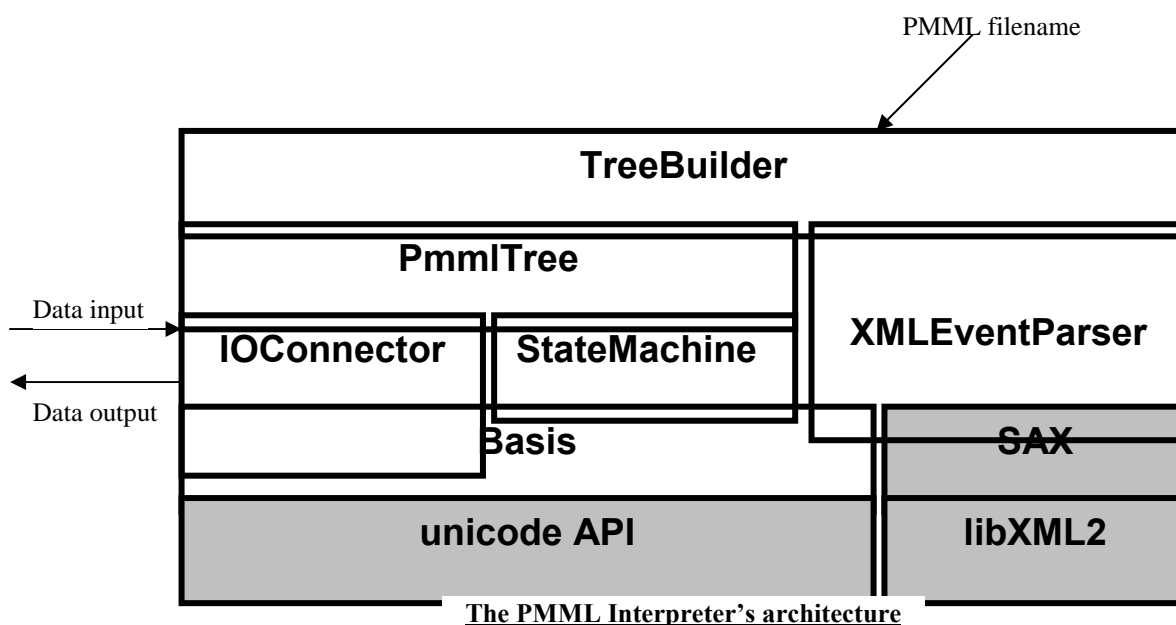 PMML filename
TreeBuilder
PmmlTree
Data input
XMLEventParser
IOConnector
StateMachine
Data output
Basis
SAX
unicode API
libXML2
The PMML Interpreter's architecture